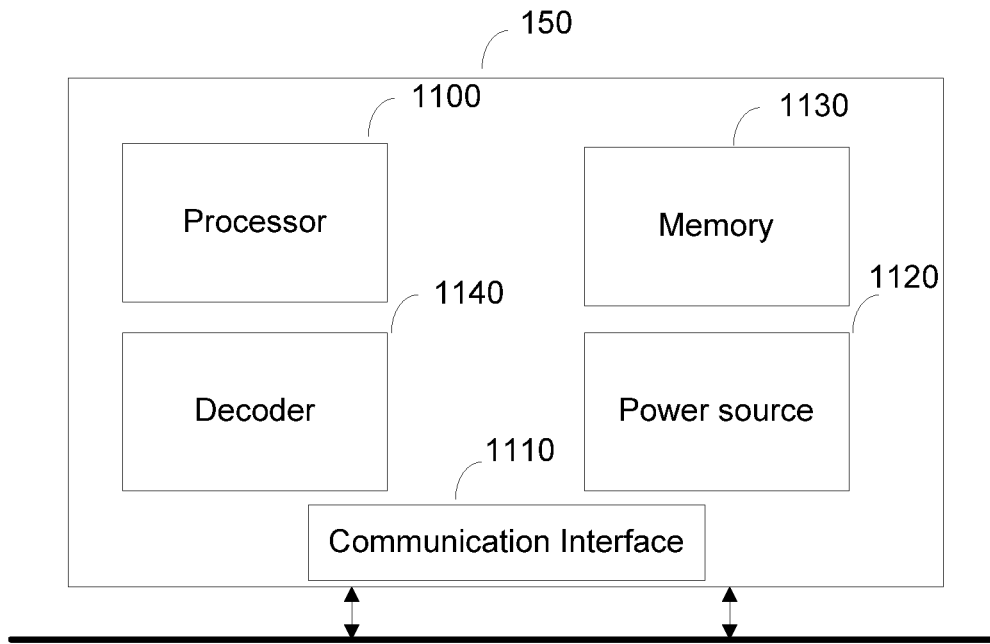 150
1100
1130
Processor
Memory
1140
1120
Decoder
Power source
1110
Communication Interface